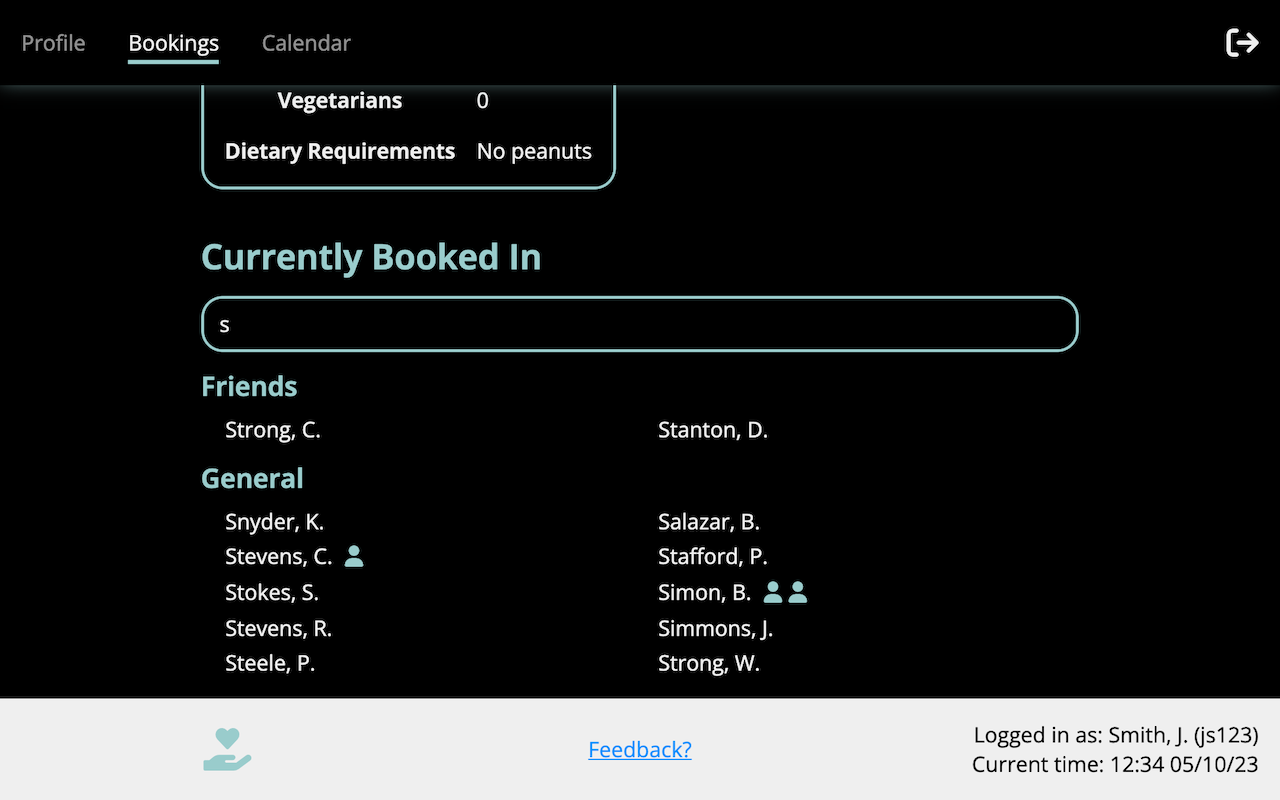 Profile Bookings Calendar
Vegetarians 0
Dietary Requirements No peanuts
Currently Booked In
s
Friends
Strong, C. Stanton, D.
General
Snyder, K. Salazar, B.
Stevens, C. Stafford, P.
Stokes, S. Simon, B.
Stevens, R. Simmons, J.
Steele, P. Strong, W.
Feedback?
Logged in as: Smith, J. (js123)
Current time: 12:34 05/10/23